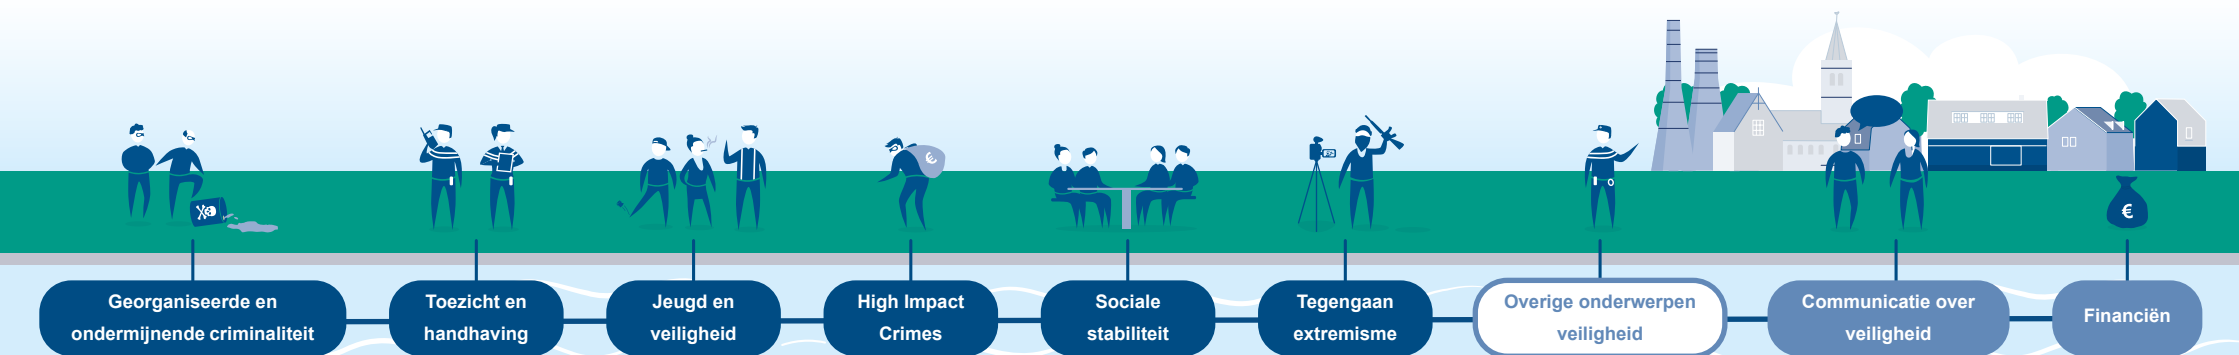 €
€
Georganiseerde en
ondermijnende criminaliteit
Toezicht en
handhaving
Jeugd en
veiligheid
High Impact
Crimes
Sociale
stabiliteit
Tegengaan
extremisme
Overige onderwerpen
veiligheid
Communicatie over
veiligheid
Financiën